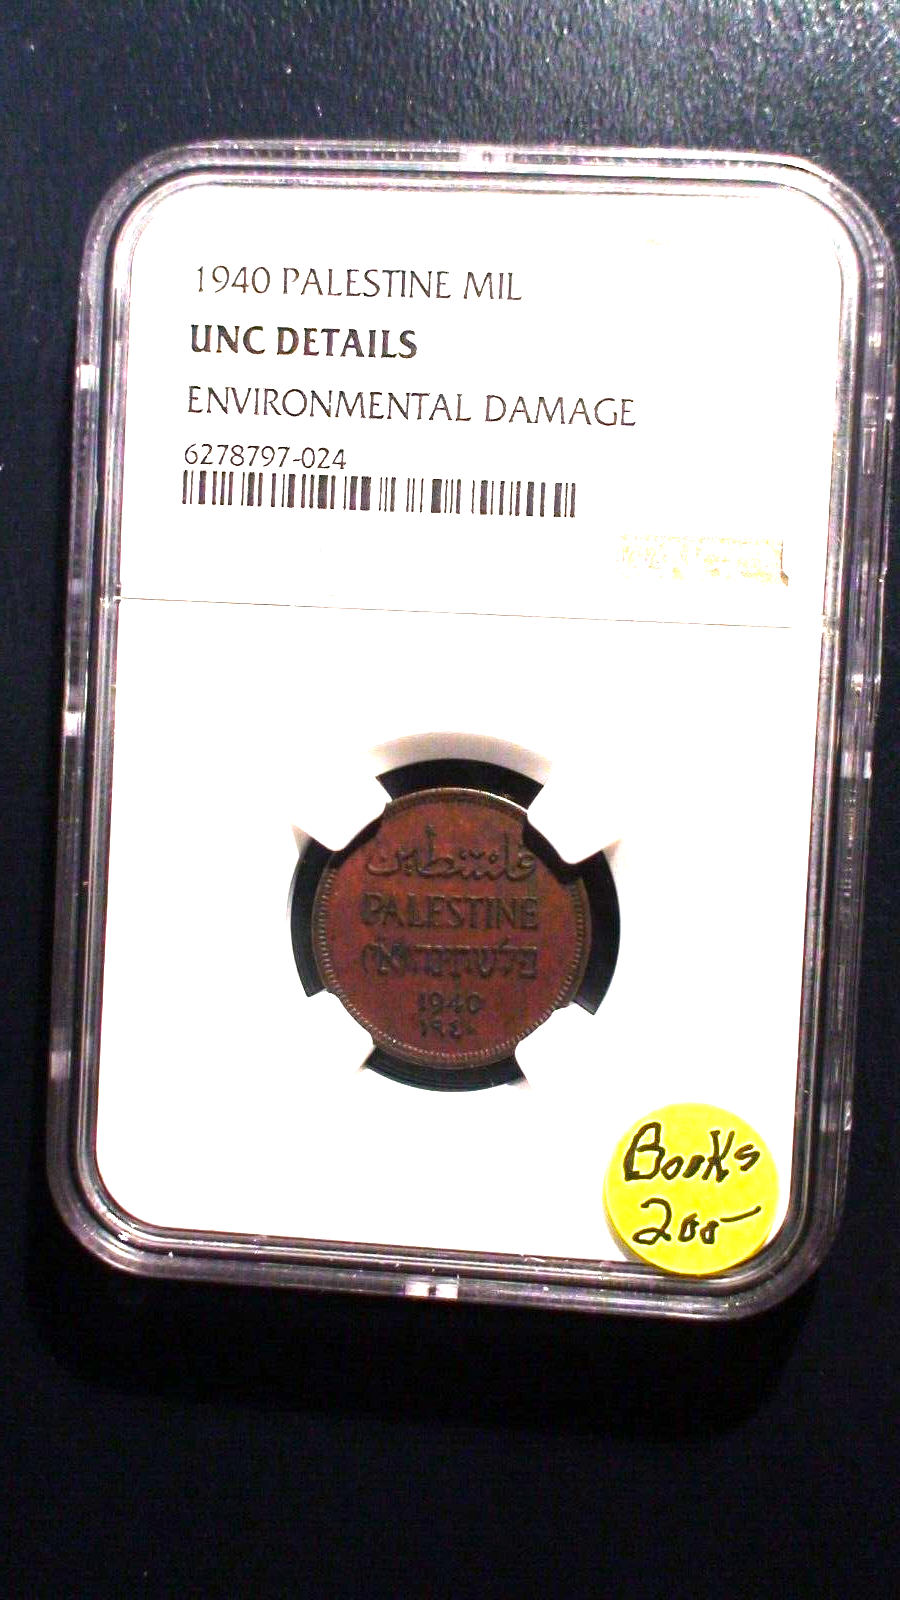 1940 PALESTINE MIL
UNC DETAILS
ENVIRONMENTAL DAMAGE
6278797-024
فلسطين
PALESTINE
פלשתינה (א״י)
1940
١٩٤٠
Books
200-